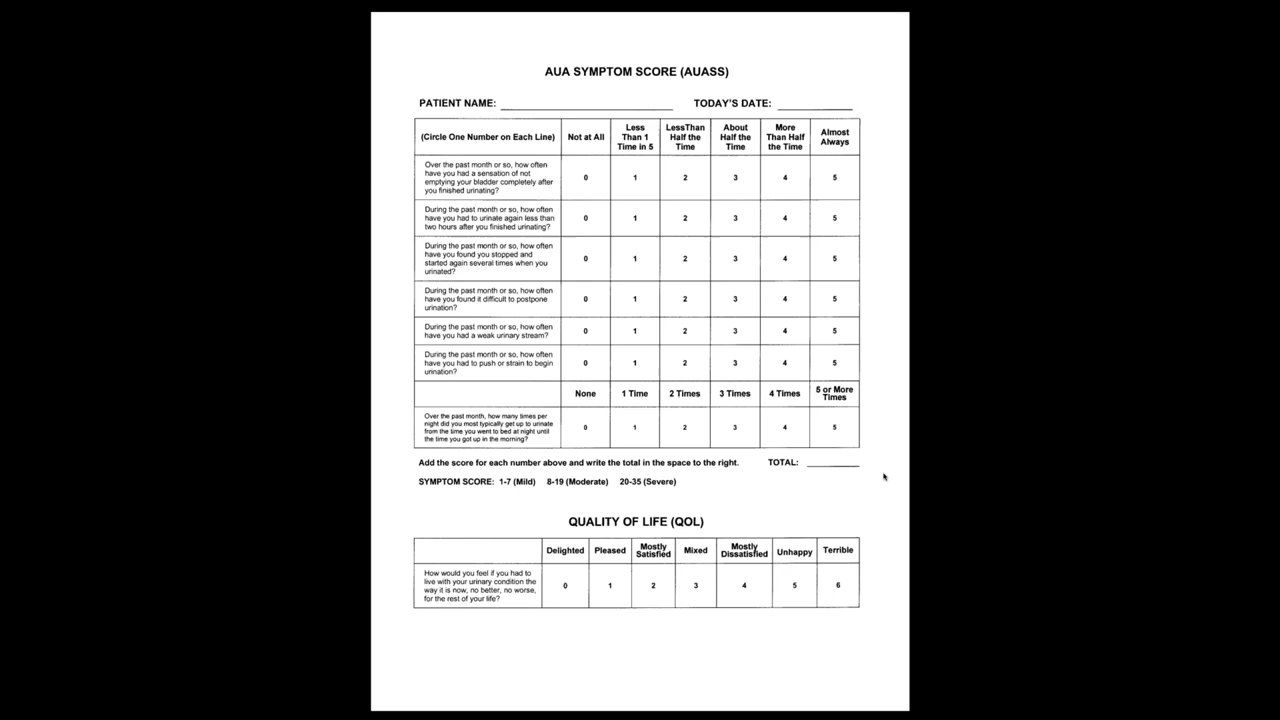 AUA SYMPTOM SCORE (AUASS)
PATIENT NAME: TODAY'S DATE:
(Circle One Number on Each Line) Not at All Less Than 1 Time in 5 LessThan Half the Time About Half the Time More Than Half the Time Almost Always
Over the past month or so, how often
have you had a sensation of not
emptying your bladder completely after
you finished urinating?
0 1 2 3 4 5
During the past month or so, how often
have you had to urinate again less than
two hours after you finished urinating?
0 1 2 3 4 5
During the past month or so, how often
have you found you stopped and
started again several times when you
urinated?
0 1 2 3 4 5
During the past month or so, how often
have you found it difficult to postpone
urination?
0 1 2 3 4 5
During the past month or so, how often
have you had a weak urinary stream?
0 1 2 3 4 5
During the past month or so, how often
have you had to push or strain to begin
urination?
0 1 2 3 4 5
None 1 Time 2 Times 3 Times 4 Times 5 or More Times
Over the past month, how many times per
night did you most typically get up to urinate
from the time you went to bed at night until
the time you got up in the morning?
0 1 2 3 4 5
Add the score for each number above and write the total in the space to the right. TOTAL:
SYMPTOM SCORE: 1-7 (Mild) 8-19 (Moderate) 20-35 (Severe)
QUALITY OF LIFE (QOL)
Delighted Pleased Mostly Satisfied Mixed Mostly Dissatisfied Unhappy Terrible
How would you feel if you had to
live with your urinary condition the
way it is now, no better, no worse,
for the rest of your life?
0 1 2 3 4 5 6